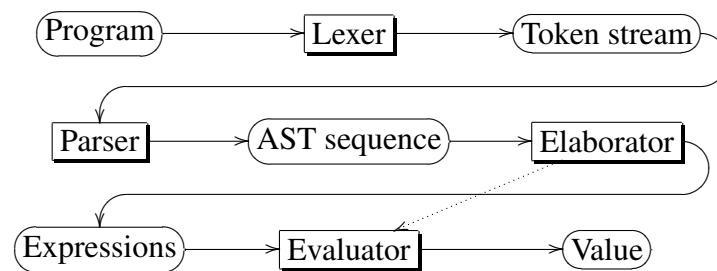 Program Lexer Token stream
Parser AST sequence Elaborator
Expressions Evaluator Value